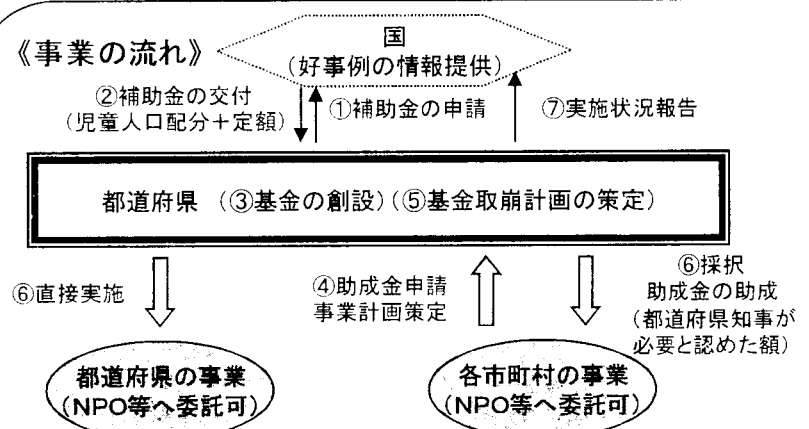 《事業の流れ》
国
(好事例の情報提供)
②補助金の交付
(児童人口配分+定額)
①補助金の申請
⑦実施状況報告
都道府県 (③基金の創設)(⑤基金取崩計画の策定)
⑥直接実施
④助成金申請
事業計画策定
⑥採択
助成金の助成
(都道府県知事が
必要と認めた額)
都道府県の事業
(NPO等へ委託可)
各市町村の事業
(NPO等へ委託可)